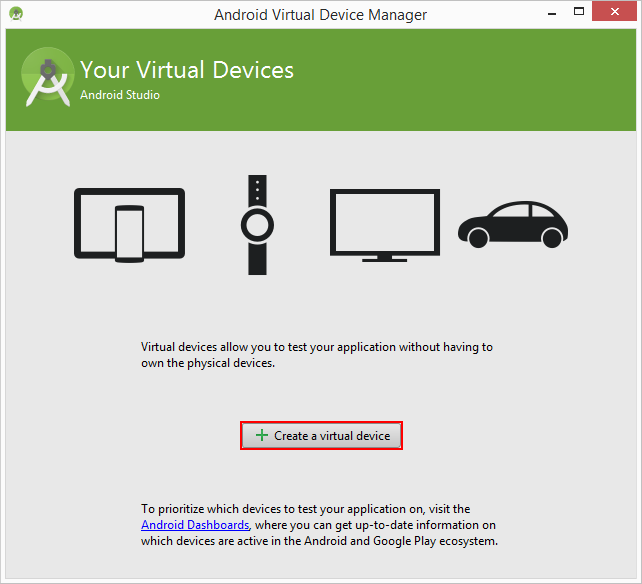 Android Virtual Device Manager
Your Virtual Devices
Android Studio
Virtual devices allow you to test your application without having to
own the physical devices.
Create a virtual device
To prioritize which devices to test your application on, visit the
Android Dashboards, where you can get up-to-date information on
which devices are active in the Android and Google Play ecosystem.